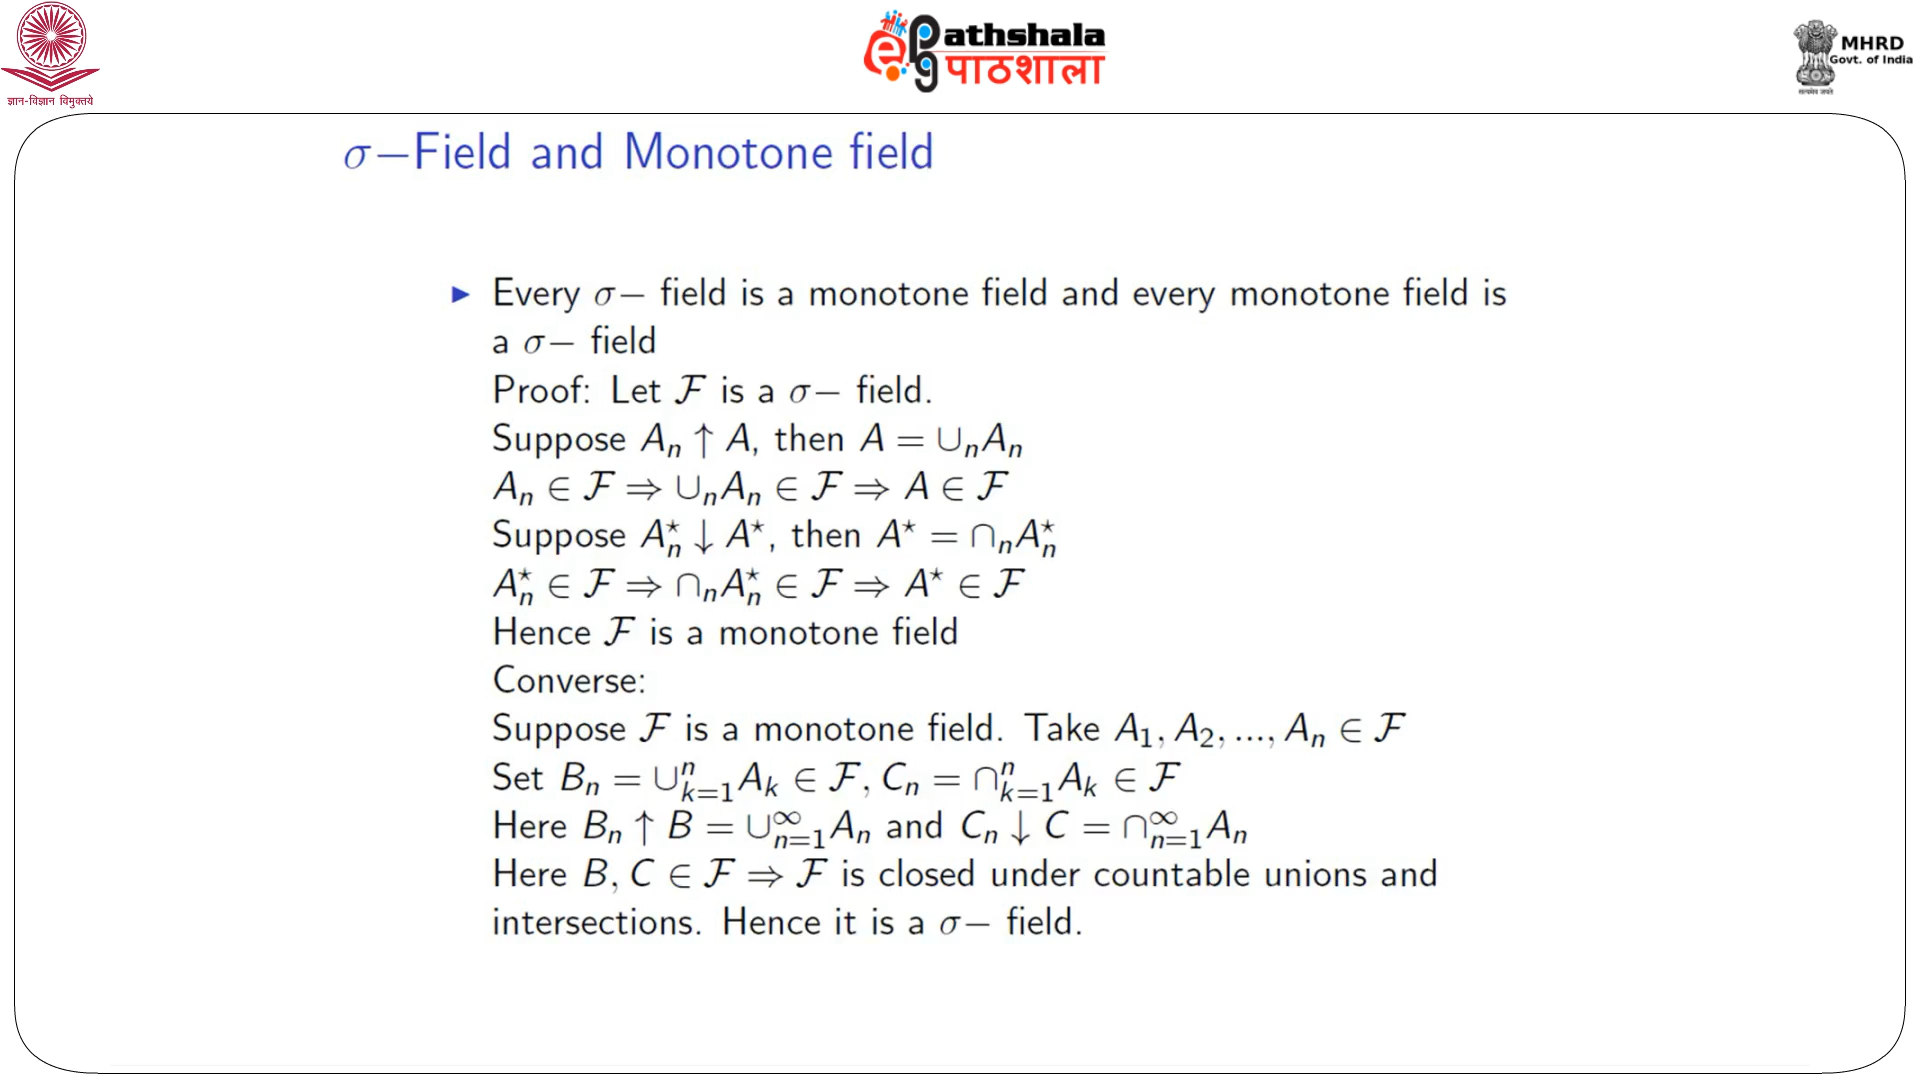 ज्ञान-विज्ञान विमुक्तये
ePg Pathshala
पाठशाला
MHRD
Govt. of India
सत्यमेव जयते
σ−Field and Monotone field
▶ Every σ− field is a monotone field and every monotone field is
a σ− field
Proof: Let ℱ is a σ− field.
Suppose Aₙ ↑ A, then A = ∪ₙAₙ
Aₙ ∈ ℱ ⇒ ∪ₙAₙ ∈ ℱ ⇒ A ∈ ℱ
Suppose Aₙ⋆ ↓ A⋆, then A⋆ = ∩ₙAₙ⋆
Aₙ⋆ ∈ ℱ ⇒ ∩ₙAₙ⋆ ∈ ℱ ⇒ A⋆ ∈ ℱ
Hence ℱ is a monotone field
Converse:
Suppose ℱ is a monotone field. Take A₁, A₂, ..., Aₙ ∈ ℱ
Set Bₙ = ∪ⁿₖ₌₁Aₖ ∈ ℱ, Cₙ = ∩ⁿₖ₌₁Aₖ ∈ ℱ
Here Bₙ ↑ B = ∪^∞ₙ₌₁Aₙ and Cₙ ↓ C = ∩^∞ₙ₌₁Aₙ
Here B, C ∈ ℱ ⇒ ℱ is closed under countable unions and
intersections. Hence it is a σ− field.